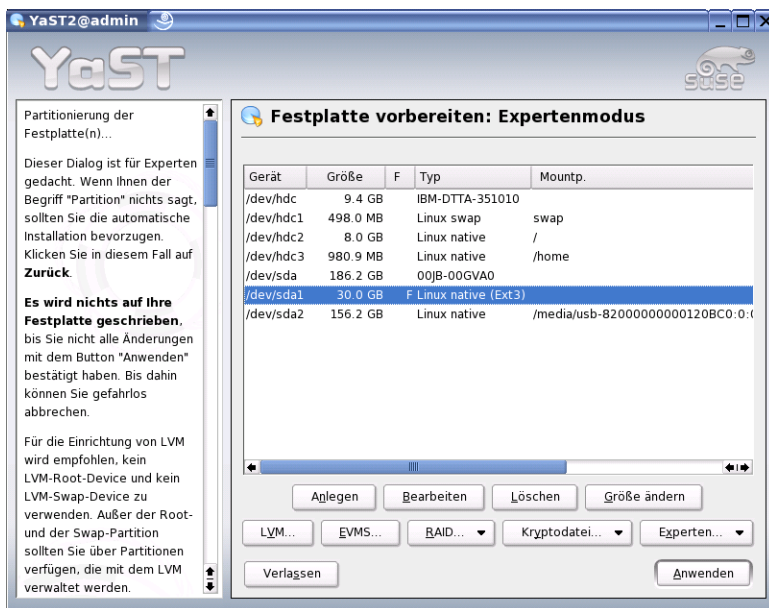 YaST2@admin
YaST
suse
Partitionierung der
Festplatte(n)...
Dieser Dialog ist für Experten
gedacht. Wenn Ihnen der
Begriff "Partition" nichts sagt,
sollten Sie die automatische
Installation bevorzugen.
Klicken Sie in diesem Fall auf
Zurück.
Es wird nichts auf Ihre
Festplatte geschrieben,
bis Sie nicht alle Änderungen
mit dem Button "Anwenden"
bestätigt haben. Bis dahin
können Sie gefahrlos
abbrechen.
Für die Einrichtung von LVM
wird empfohlen, kein
LVM-Root-Device und kein
LVM-Swap-Device zu
verwenden. Außer der Root-
und der Swap-Partition
sollten Sie über Partitionen
verfügen, die mit dem LVM
verwaltet werden.
Festplatte vorbereiten: Expertenmodus
Gerät Größe F Typ Mountp.
/dev/hdc 9.4 GB IBM-DTTA-351010
/dev/hdc1 498.0 MB Linux swap swap
/dev/hdc2 8.0 GB Linux native /
/dev/hdc3 980.9 MB Linux native /home
/dev/sda 186.2 GB 00JB-00GVA0
/dev/sda1 30.0 GB F Linux native (Ext3)
/dev/sda2 156.2 GB Linux native /media/usb-82000000000120BC0:0:0
Anlegen Bearbeiten Löschen Größe ändern
LVM... EVMS... RAID... Kryptodatei... Experten...
Verlassen Anwenden